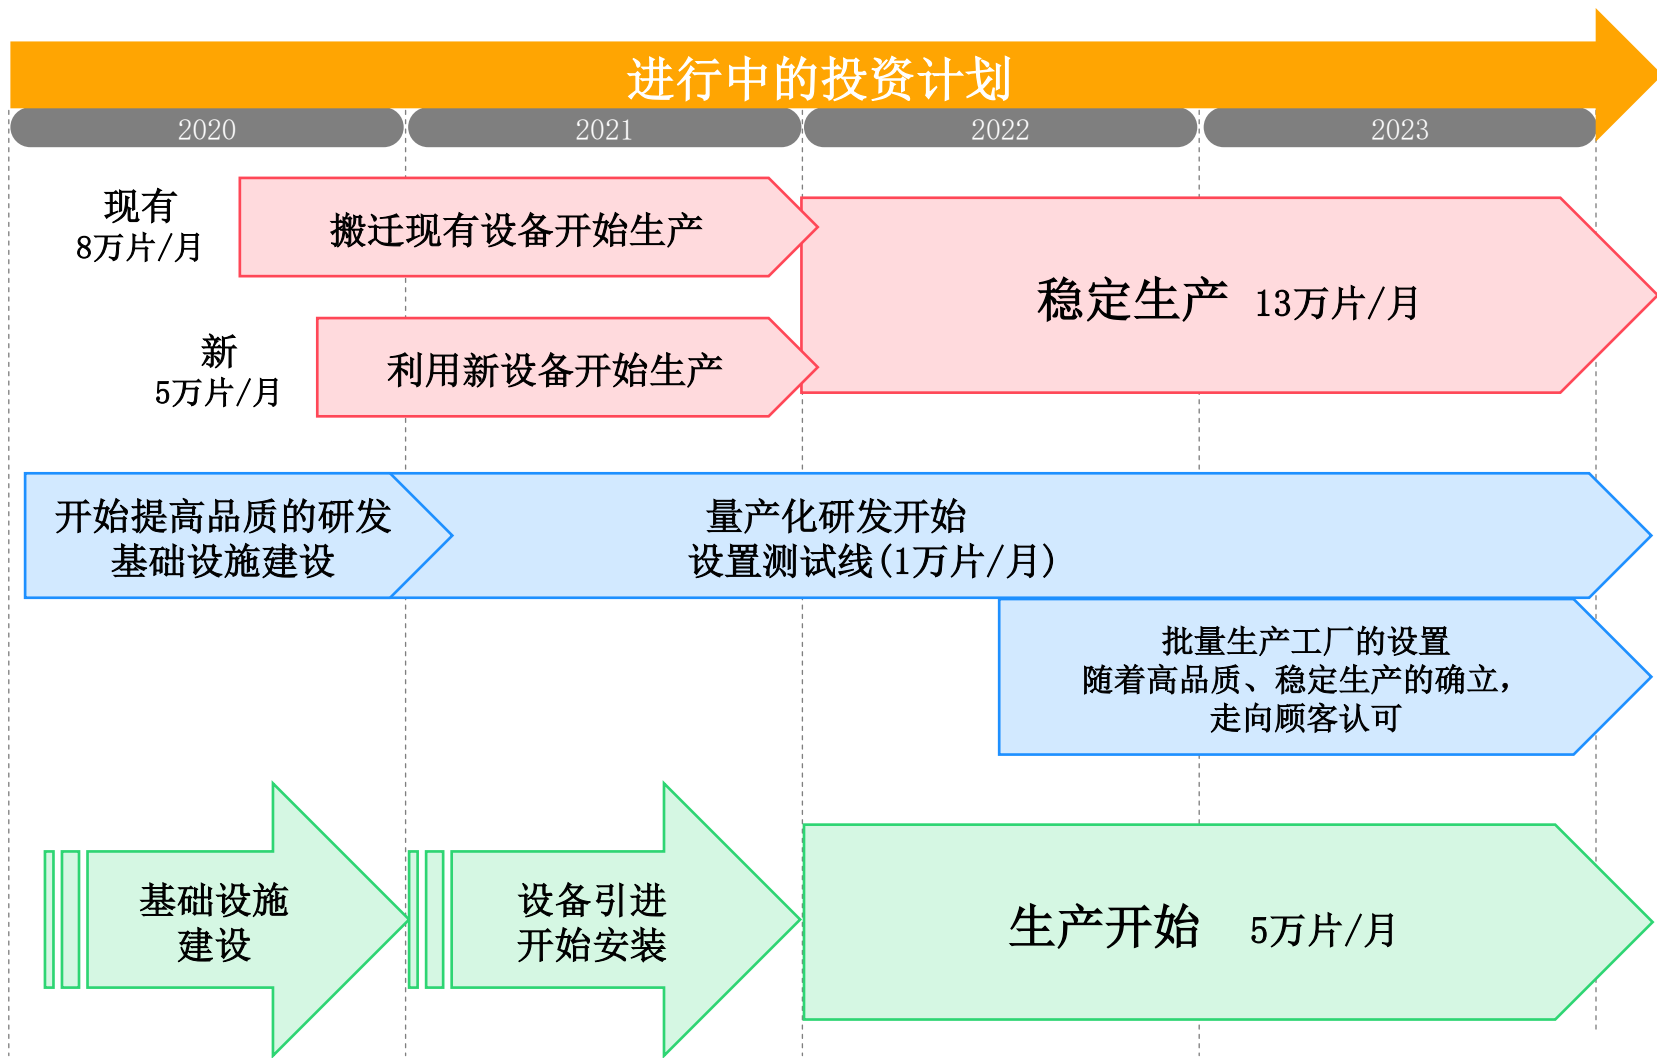 进行中的投资计划
2020
2021
2022
2023
现有
8万片/月
搬迁现有设备开始生产
稳定生产 13万片/月
新
5万片/月
利用新设备开始生产
开始提高品质的研发
基础设施建设
量产化研发开始
设置测试线(1万片/月)
批量生产工厂的设置
随着高品质、稳定生产的确立，
走向顾客认可
基础设施
建设
设备引进
开始安装
生产开始 5万片/月